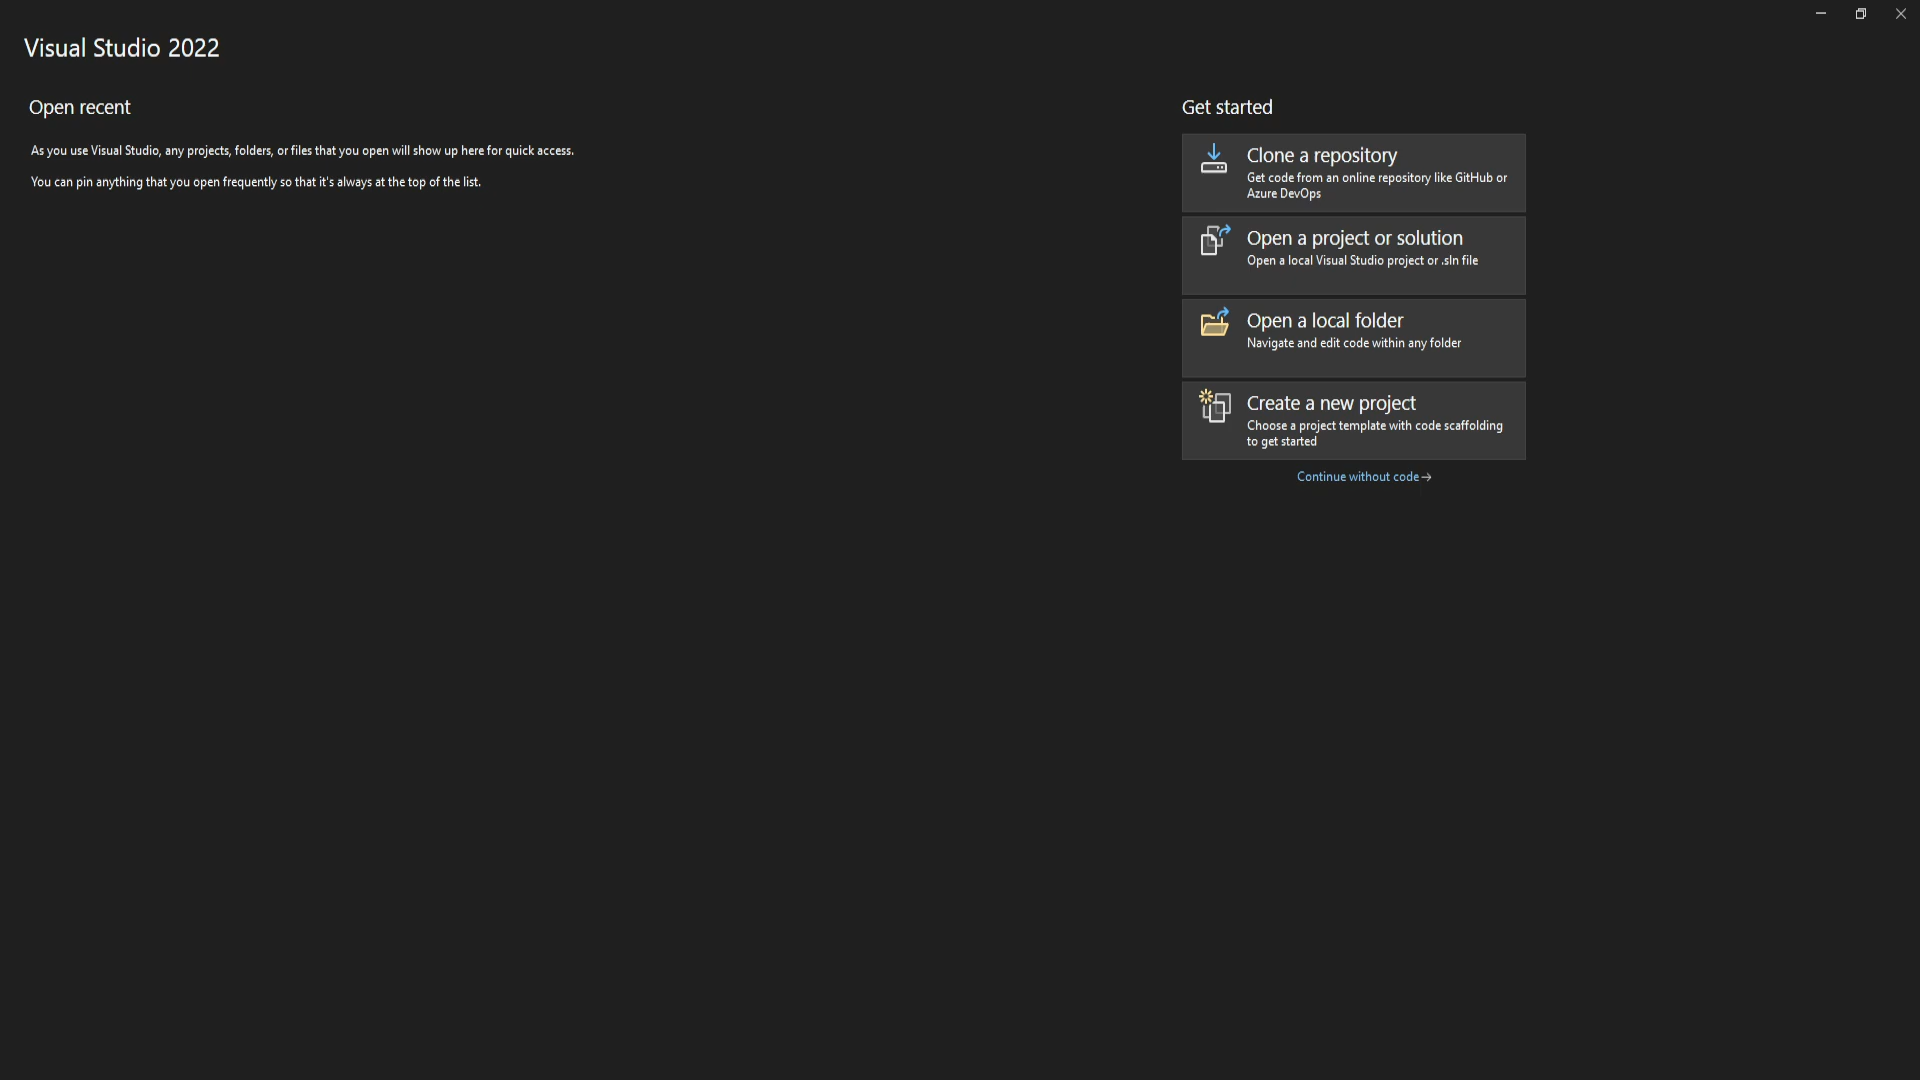 Visual Studio 2022
Open recent
As you use Visual Studio, any projects, folders, or files that you open will show up here for quick access.
You can pin anything that you open frequently so that it's always at the top of the list.
Get started
Clone a repository
Get code from an online repository like GitHub or
Azure DevOps
Open a project or solution
Open a local Visual Studio project or .sln file
Open a local folder
Navigate and edit code within any folder
Create a new project
Choose a project template with code scaffolding
to get started
Continue without code →